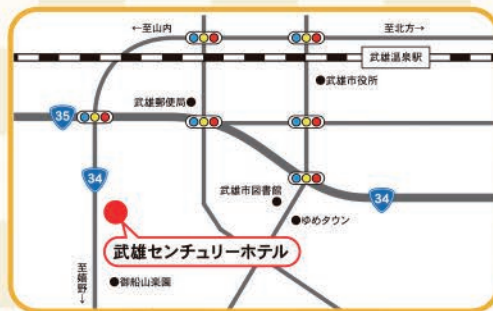 ←至山内
至北方→
武雄温泉駅
武雄市役所
武雄郵便局
35
34
武雄市図書館
34
ゆめタウン
武雄センチュリーホテル
至嬉野→
御船山楽園